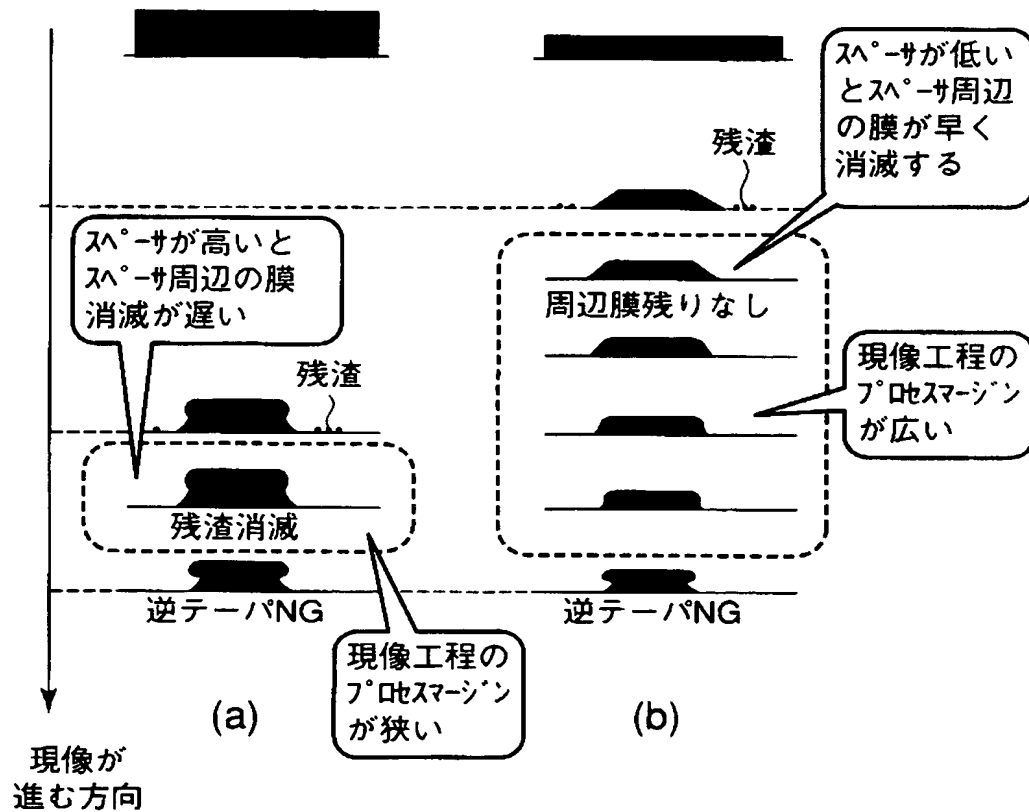 スペーサが低い
とスペーサ周辺
の膜が早く
消滅する
残渣
スペーサが高いと
スペーサ周辺の膜
消滅が遅い
周辺膜残りなし
現像工程の
プロセスマージン
が広い
残渣
残渣消滅
逆テーパNG
逆テーパNG
現像工程の
プロセスマージン
が狭い
(a)
(b)
現像が
進む方向